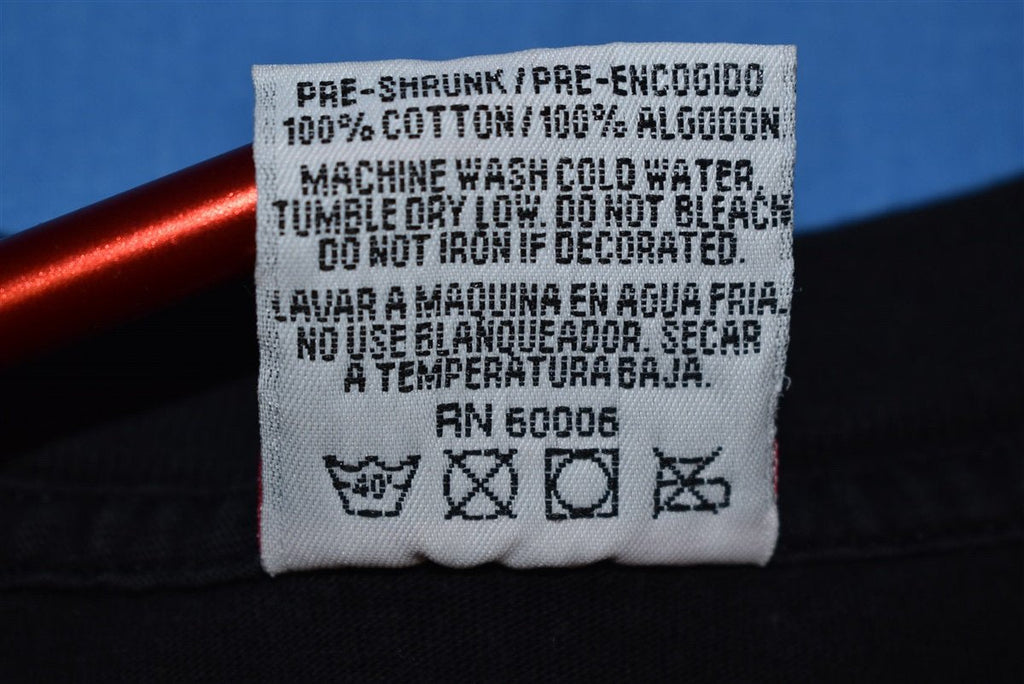 PRE-SHRUNK / PRE-ENCOGIDO
100% COTTON / 100% ALGODON
MACHINE WASH COLD WATER,
TUMBLE DRY LOW. DO NOT BLEACH
DO NOT IRON IF DECORATED.
LAVAR A MAQUINA EN AGUA FRIA.
NO USE BLANQUEADOR. SECAR
A TEMPERATURA BAJA.
RN 60006
40°